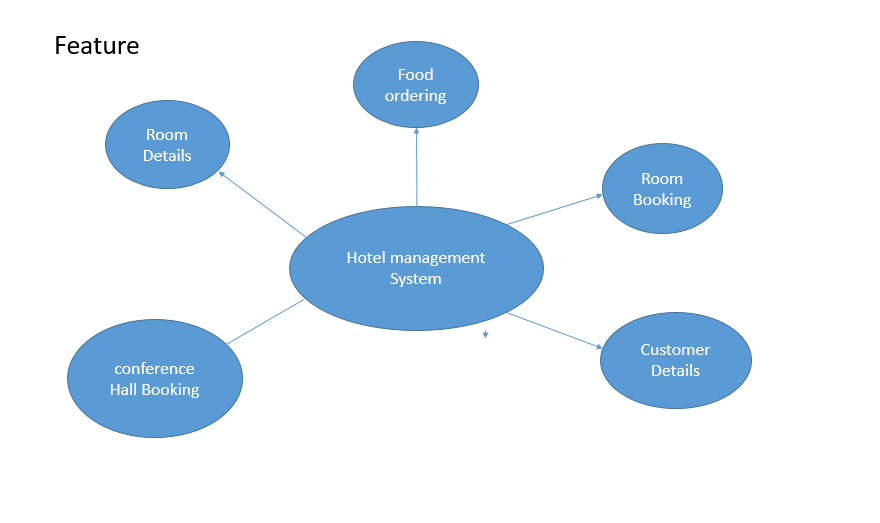 Feature
Food
ordering
Room
Details
Room
Booking
Hotel management
System
Customer
Details
conference
Hall Booking